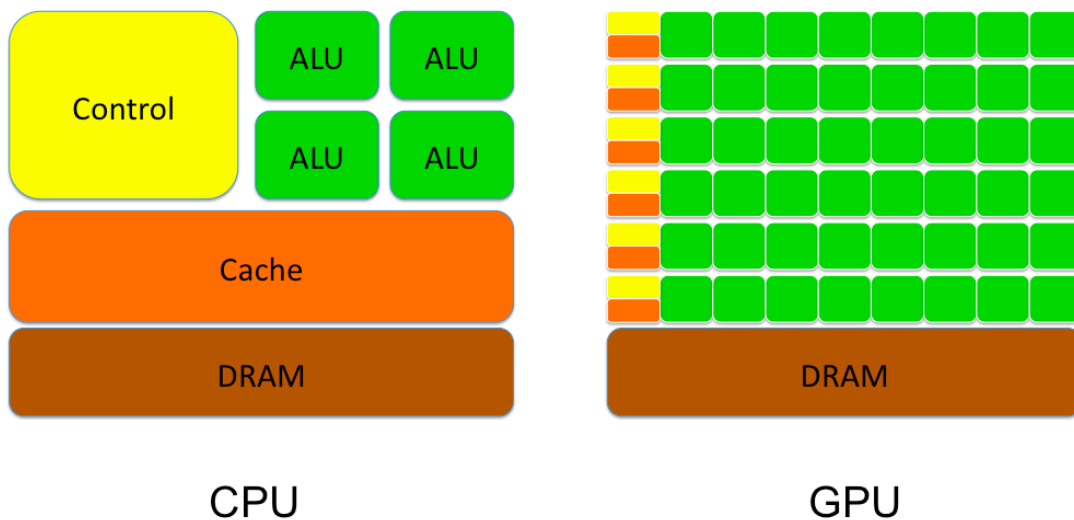 Control
ALU
ALU
ALU
ALU
Cache
DRAM
CPU
DRAM
GPU